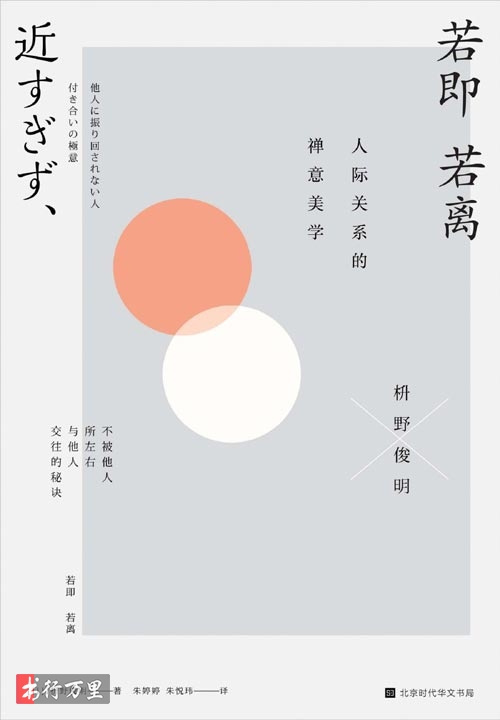 若即 若离
人际关系的
禅意美学
枡野俊明
近すぎず、
他人に振り回されない人
付き合いの極意
不被他人
所左右
与他人
交往的秘诀
若即 若离
著 朱婷婷 朱悦玮 译
北京时代华文书局
书行万里